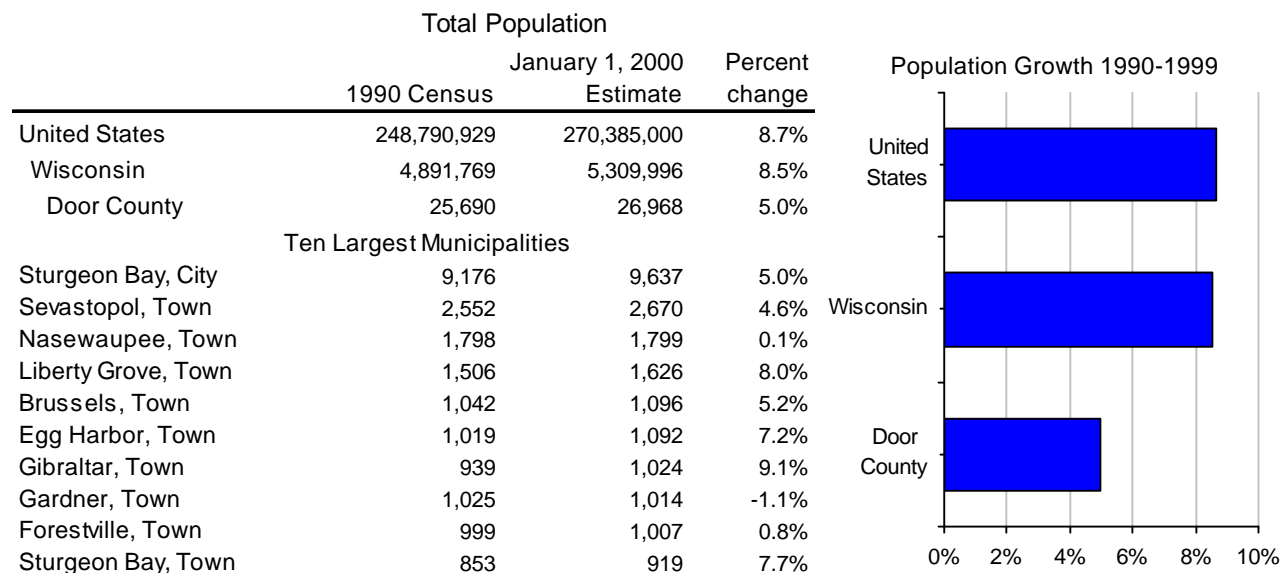 Total Population
1990 Census January 1, 2000 Estimate Percent change
United States 248,790,929 270,385,000 8.7%
Wisconsin 4,891,769 5,309,996 8.5%
Door County 25,690 26,968 5.0%
Ten Largest Municipalities
Sturgeon Bay, City 9,176 9,637 5.0%
Sevastopol, Town 2,552 2,670 4.6%
Nasewaupee, Town 1,798 1,799 0.1%
Liberty Grove, Town 1,506 1,626 8.0%
Brussels, Town 1,042 1,096 5.2%
Egg Harbor, Town 1,019 1,092 7.2%
Gibraltar, Town 939 1,024 9.1%
Gardner, Town 1,025 1,014 -1.1%
Forestville, Town 999 1,007 0.8%
Sturgeon Bay, Town 853 919 7.7%
Population Growth 1990-1999
United
States
Wisconsin
Door
County
0% 2% 4% 6% 8% 10%